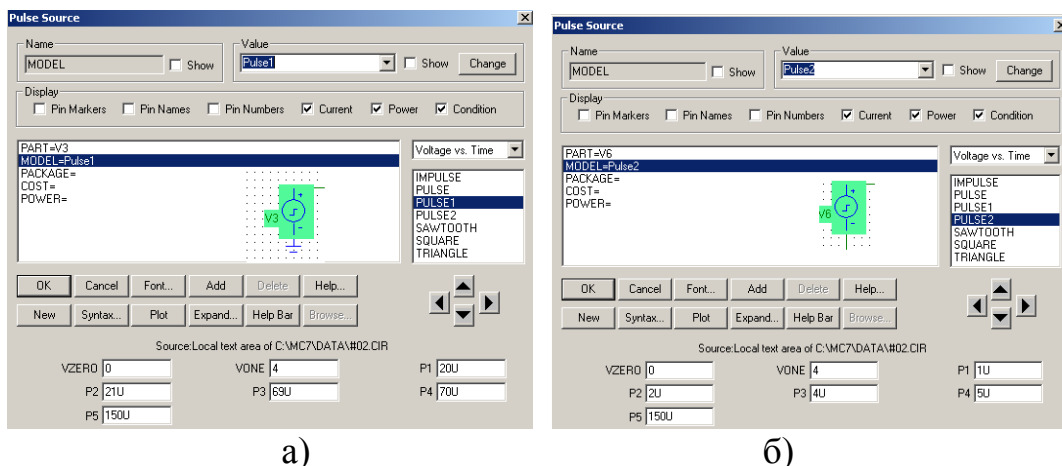 Pulse Source
Name
Value
MODEL
Show
Pulse1
Show
Change
Display
Pin Markers
Pin Names
Pin Numbers
Current
Power
Condition
PART=V3
MODEL=Pulse1
PACKAGE=
COST=
POWER=
V3
Voltage vs. Time
IMPULSE
PULSE
PULSE1
PULSE2
SAWTOOTH
SQUARE
TRIANGLE
OK
Cancel
Font...
Add
Delete
Help...
New
Syntax...
Plot
Expand...
Help Bar
Browse...
Source:Local text area of C:\MC7\DATA\#02.CIR
VZERO 0
VONE 4
P1 20U
P2 21U
P3 69U
P4 70U
P5 150U
а)
Pulse Source
Name
Value
MODEL
Show
Pulse2
Show
Change
Display
Pin Markers
Pin Names
Pin Numbers
Current
Power
Condition
PART=V6
MODEL=Pulse2
PACKAGE=
COST=
POWER=
V6
Voltage vs. Time
IMPULSE
PULSE
PULSE1
PULSE2
SAWTOOTH
SQUARE
TRIANGLE
OK
Cancel
Font...
Add
Delete
Help...
New
Syntax...
Plot
Expand...
Help Bar
Browse...
Source:Local text area of C:\MC7\DATA\#02.CIR
VZERO 0
VONE 4
P1 1U
P2 2U
P3 4U
P4 5U
P5 150U
б)